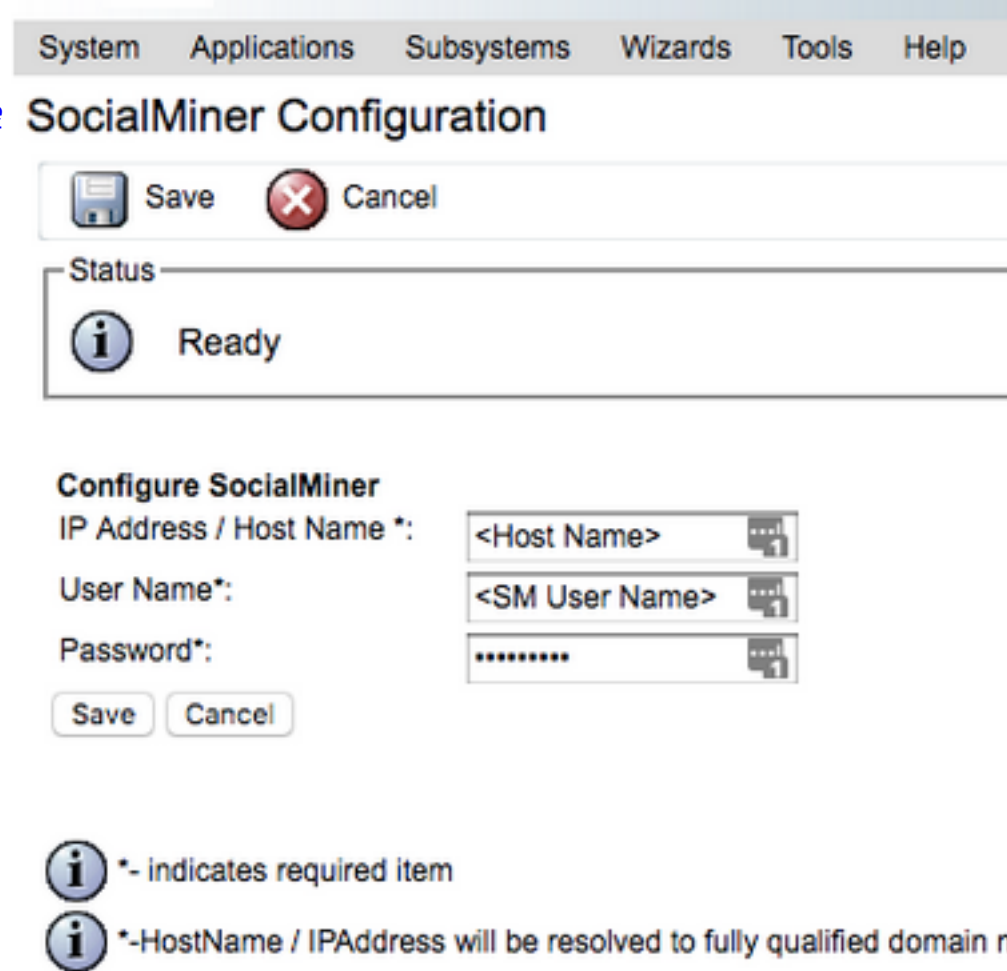 System Applications Subsystems Wizards Tools Help
SocialMiner Configuration
Save Cancel
Status
Ready
Configure SocialMiner
IP Address / Host Name *: <Host Name>
User Name*: <SM User Name>
Password*: •••••••••
Save Cancel
*- indicates required item
*-HostName / IPAddress will be resolved to fully qualified domain